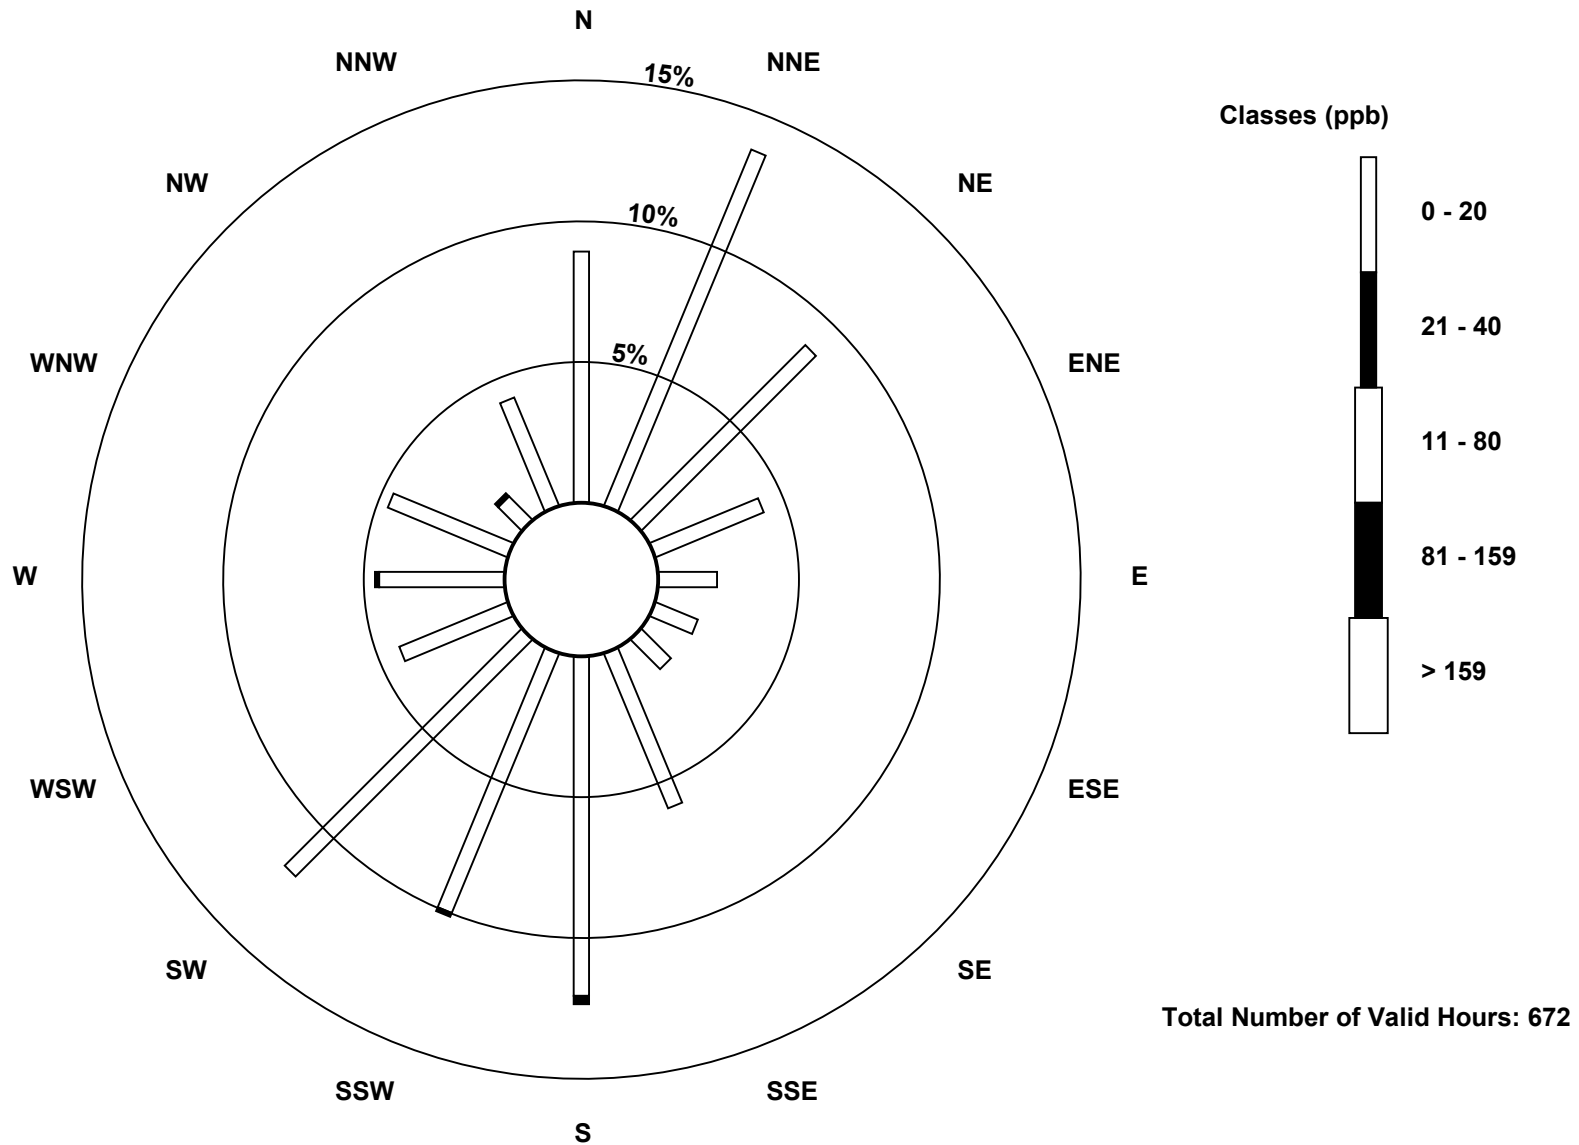 N
NNW
NNE
15%
Classes (ppb)
NW
NE
0 - 20
10%
21 - 40
5%
WNW
ENE
11 - 80
81 - 159
W
E
> 159
WSW
ESE
SW
SE
Total Number of Valid Hours: 672
SSW
SSE
S